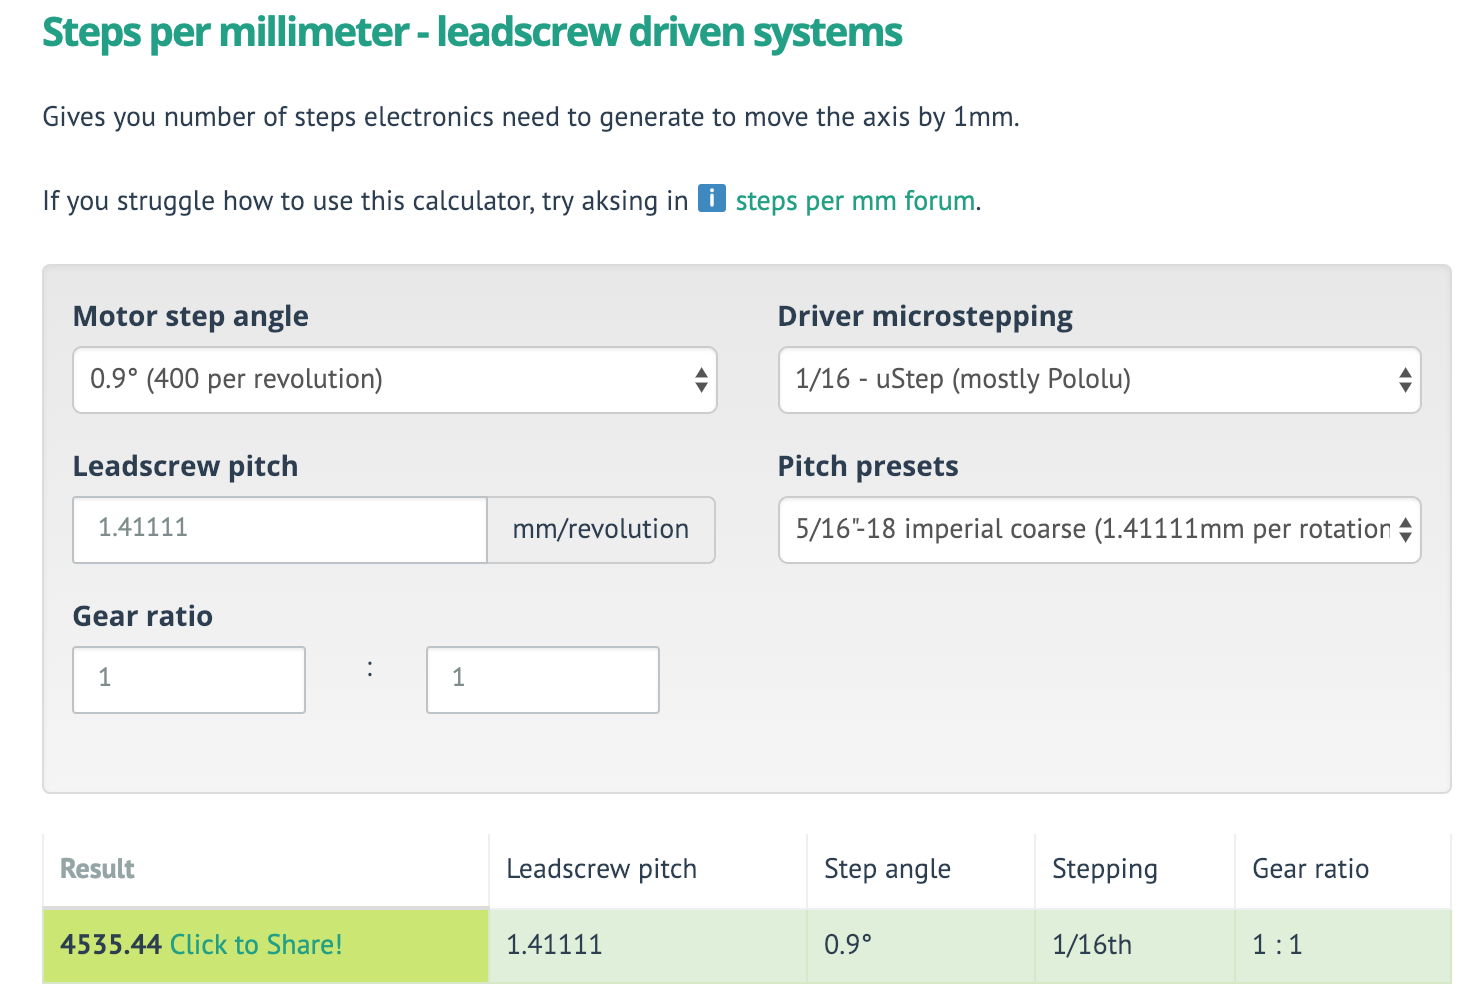 Steps per millimeter - leadscrew driven systems
Gives you number of steps electronics need to generate to move the axis by 1mm.
If you struggle how to use this calculator, try aksing in i steps per mm forum.
Motor step angle
Driver microstepping
0.9° (400 per revolution)
1/16 - uStep (mostly Pololu)
Leadscrew pitch
Pitch presets
1.41111 mm/revolution
5/16"-18 imperial coarse (1.41111mm per rotation
Gear ratio
1 : 1
Result Leadscrew pitch Step angle Stepping Gear ratio
4535.44 Click to Share! 1.41111 0.9° 1/16th 1 : 1